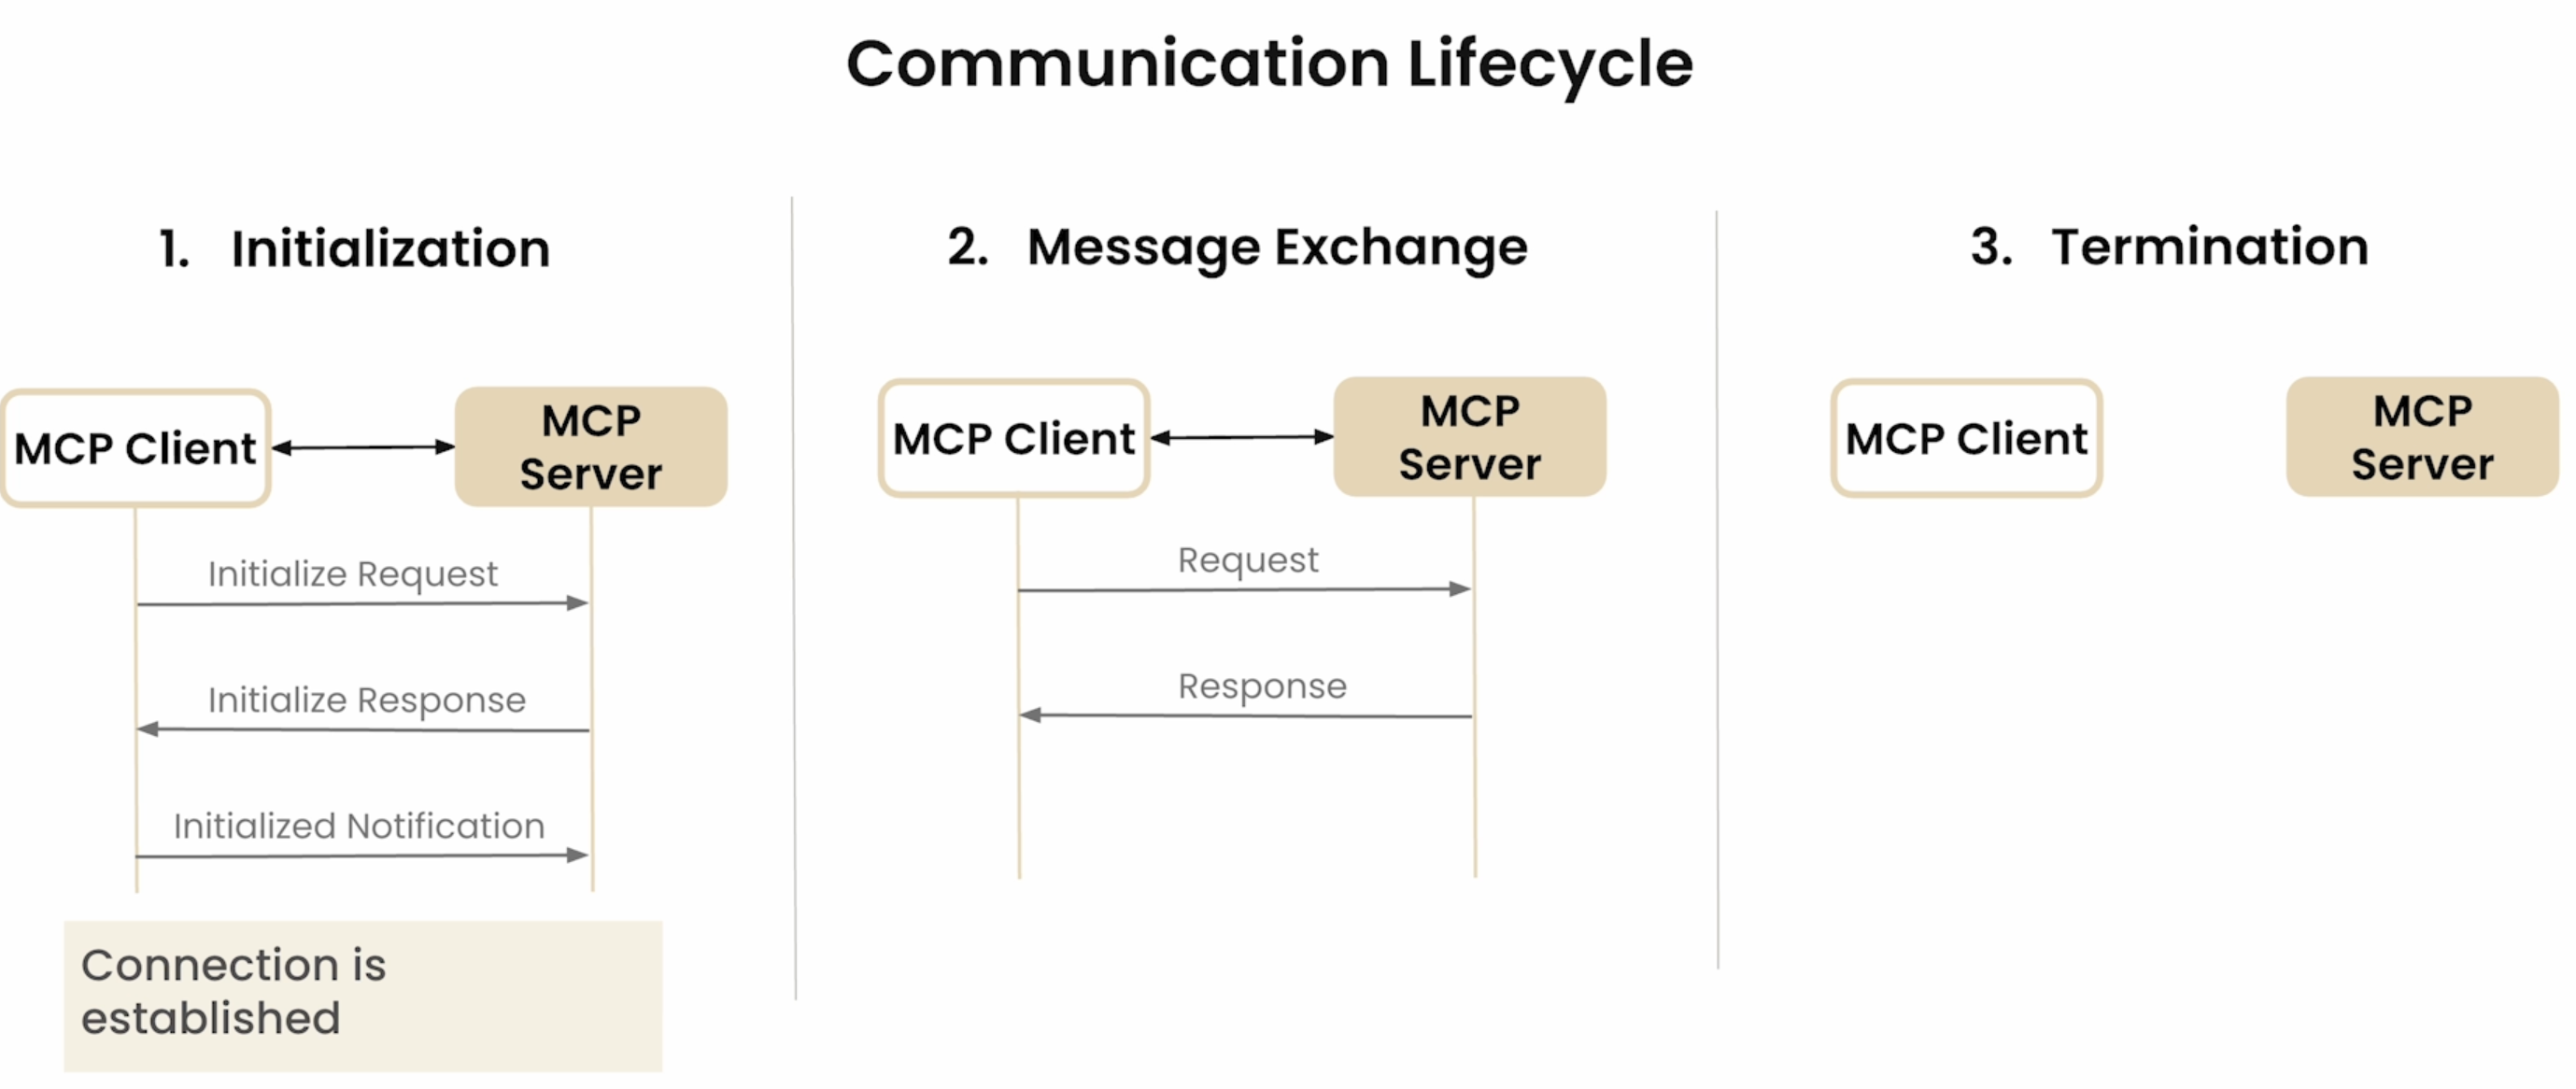 Communication Lifecycle
1. Initialization
MCP Client
MCP
Server
Initialize Request
Initialize Response
Initialized Notification
Connection is
established
2. Message Exchange
MCP Client
MCP
Server
Request
Response
3. Termination
MCP Client
MCP
Server